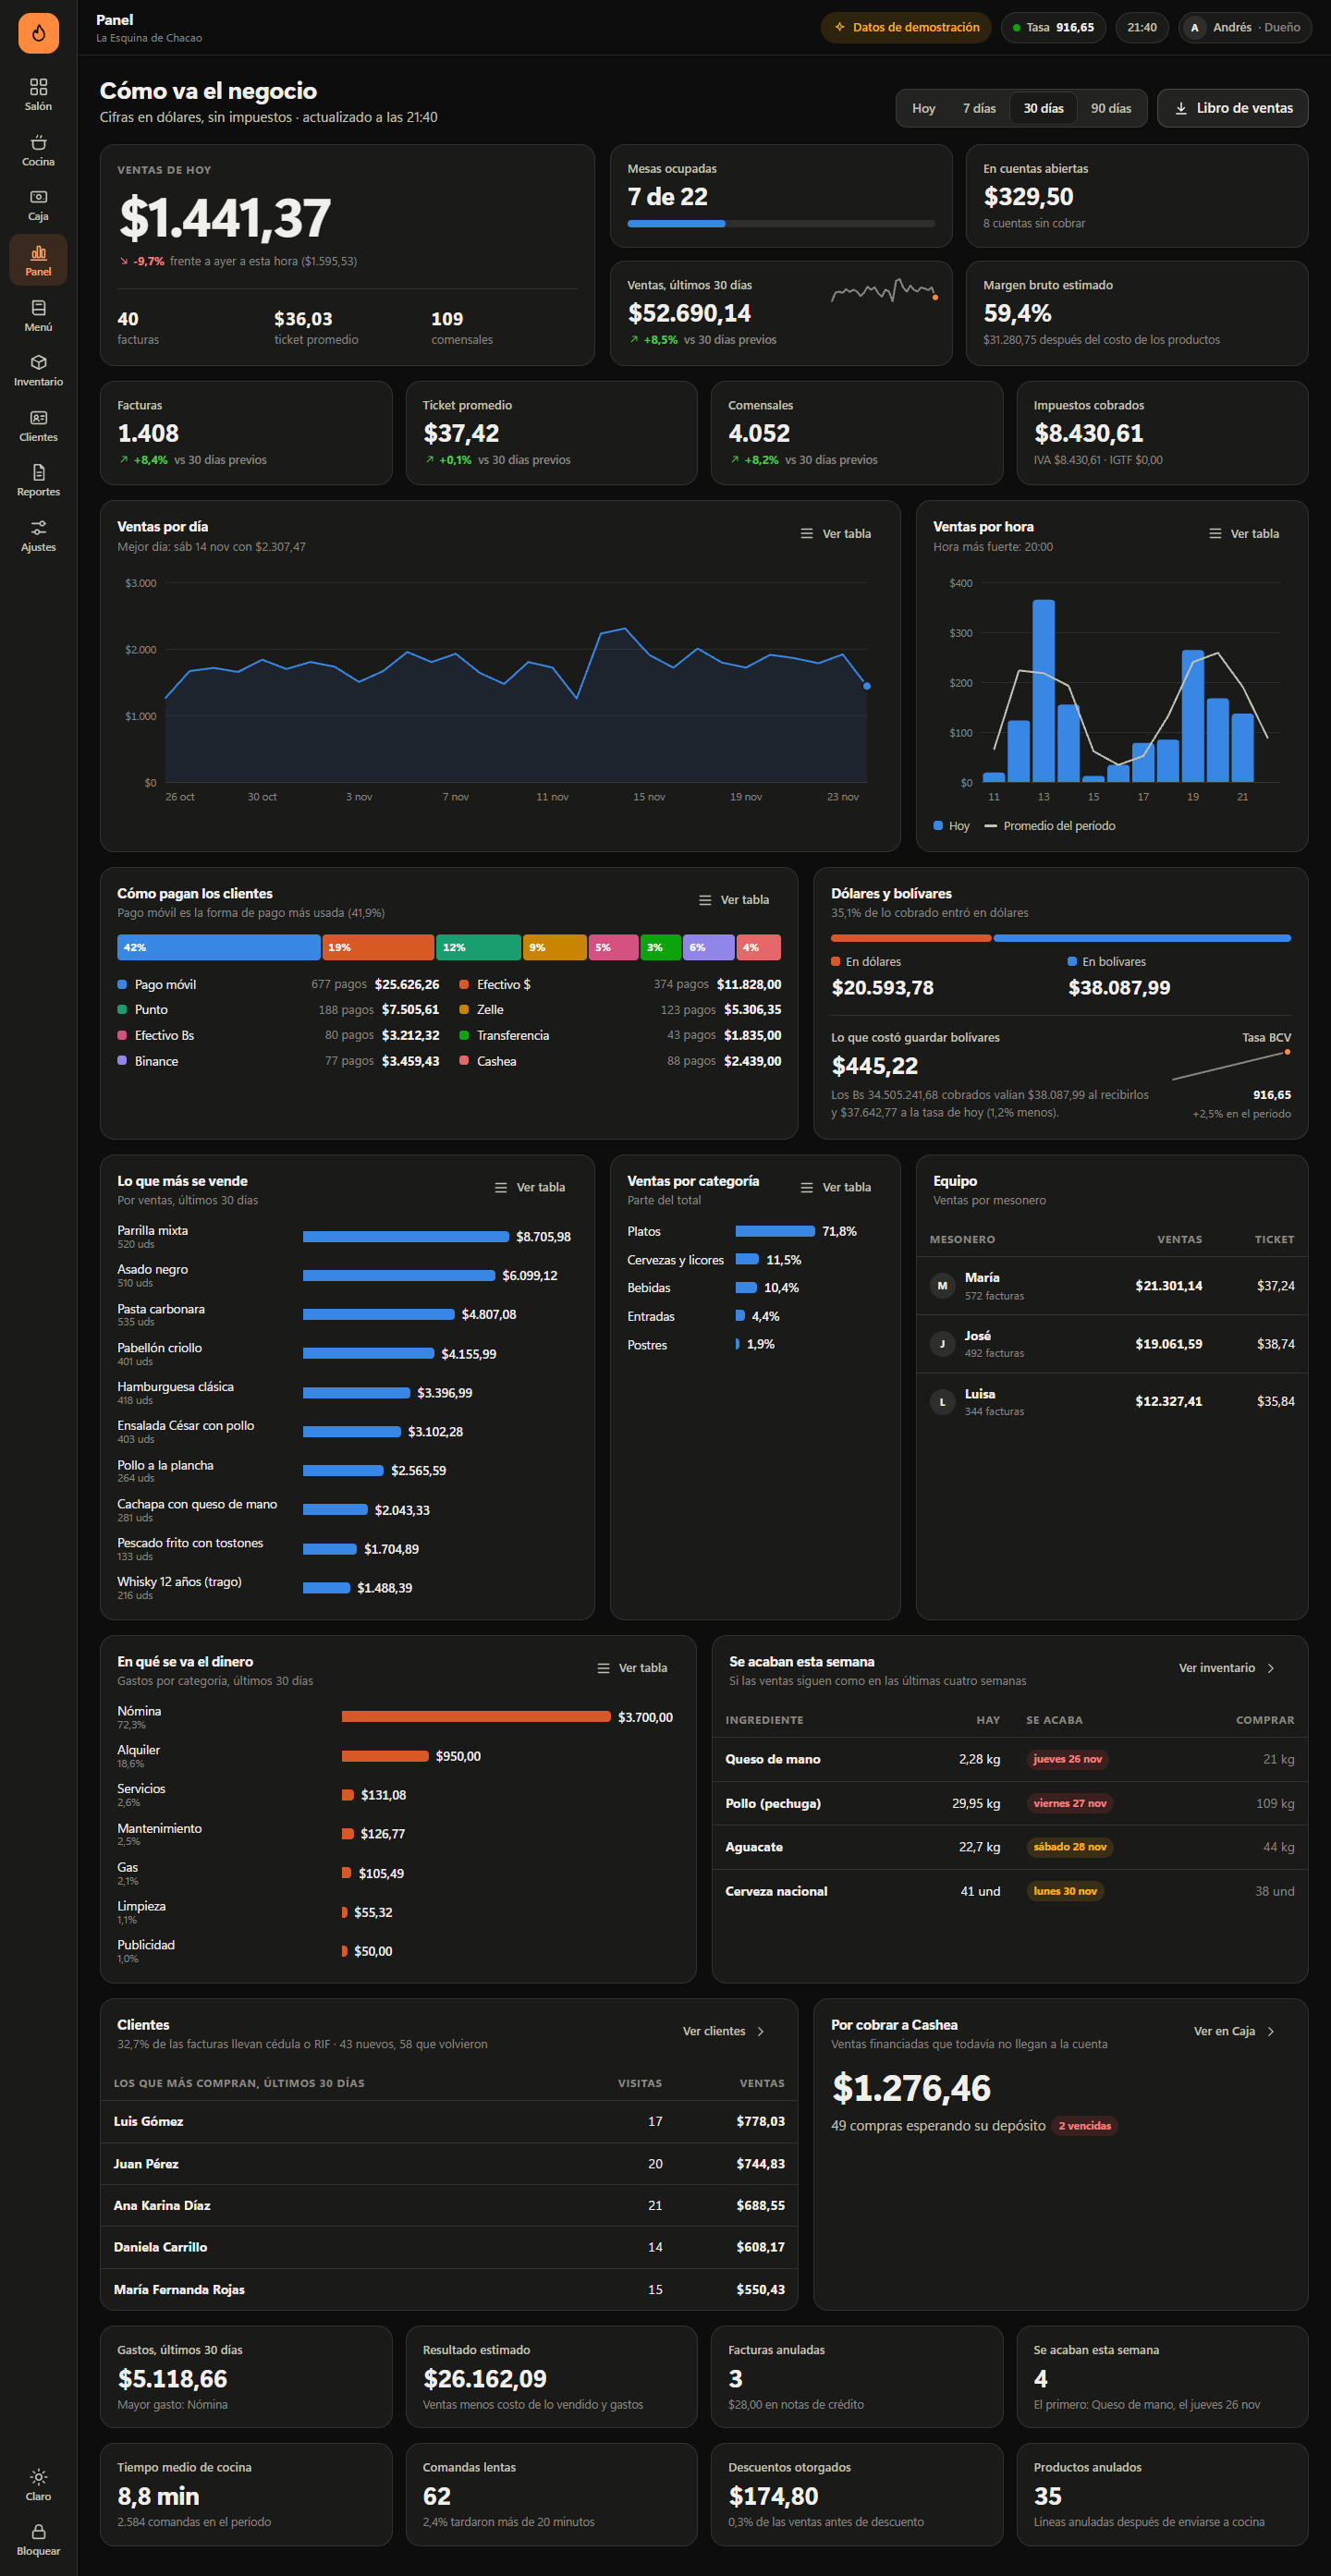 Panel
La Esquina de Chacao
Datos de demostración
Tasa 916,65
21:40
A Andrés · Dueño
Salón
Cocina
Caja
Panel
Menú
Inventario
Clientes
Reportes
Ajustes
Claro
Bloquear
Cómo va el negocio
Cifras en dólares, sin impuestos · actualizado a las 21:40
Hoy 7 días 30 días 90 días
Libro de ventas
VENTAS DE HOY
$1.441,37
-9,7% frente a ayer a esta hora ($1.595,53)
40 $36,03 109
facturas ticket promedio comensales
Mesas ocupadas
7 de 22
En cuentas abiertas
$329,50
8 cuentas sin cobrar
Ventas, últimos 30 días
$52.690,14
+8,5% vs 30 días previos
Margen bruto estimado
59,4%
$31.280,75 después del costo de los productos
Facturas
1.408
+8,4% vs 30 días previos
Ticket promedio
$37,42
+0,1% vs 30 días previos
Comensales
4.052
+8,2% vs 30 días previos
Impuestos cobrados
$8.430,61
IVA $8.430,61 · IGTF $0,00
Ventas por día
Mejor día: sáb 14 nov con $2.307,47
Ver tabla
$3.000
$2.000
$1.000
$0
26 oct 30 oct 3 nov 7 nov 11 nov 15 nov 19 nov 23 nov
Ventas por hora
Hora más fuerte: 20:00
Ver tabla
$400
$300
$200
$100
$0
11 13 15 17 19 21
Hoy Promedio del período
Cómo pagan los clientes
Pago móvil es la forma de pago más usada (41,9%)
Ver tabla
42% 19% 12% 9% 5% 3% 6% 4%
Pago móvil 677 pagos $25.626,26
Efectivo $ 374 pagos $11.828,00
Punto 188 pagos $7.505,61
Zelle 123 pagos $5.306,35
Efectivo Bs 80 pagos $3.212,32
Transferencia 43 pagos $1.835,00
Binance 77 pagos $3.459,43
Cashea 88 pagos $2.439,00
Dólares y bolívares
35,1% de lo cobrado entró en dólares
En dólares En bolívares
$20.593,78 $38.087,99
Lo que costó guardar bolívares
$445,22
Los Bs 34.505.241,68 cobrados valían $38.087,99 al recibirlos
y $37.642,77 a la tasa de hoy (1,2% menos).
Tasa BCV
916,65
+2,5% en el período
Lo que más se vende
Por ventas, últimos 30 días
Ver tabla
Parrilla mixta
520 uds
$8.705,98
Asado negro
510 uds
$6.099,12
Pasta carbonara
535 uds
$4.807,08
Pabellón criollo
401 uds
$4.155,99
Hamburguesa clásica
418 uds
$3.396,99
Ensalada César con pollo
403 uds
$3.102,28
Pollo a la plancha
264 uds
$2.565,59
Cachapa con queso de mano
281 uds
$2.043,33
Pescado frito con tostones
133 uds
$1.704,89
Whisky 12 años (trago)
216 uds
$1.488,39
Ventas por categoría
Parte del total
Ver tabla
Platos 71,8%
Cervezas y licores 11,5%
Bebidas 10,4%
Entradas 4,4%
Postres 1,9%
Equipo
Ventas por mesonero
MESONERO VENTAS TICKET
M María $21.301,14 $37,24
572 facturas
J José $19.061,59 $38,74
492 facturas
L Luisa $12.327,41 $35,84
344 facturas
En qué se va el dinero
Gastos por categoría, últimos 30 días
Ver tabla
Nómina
72,3%
$3.700,00
Alquiler
18,6%
$950,00
Servicios
2,6%
$131,08
Mantenimiento
2,5%
$126,77
Gas
2,1%
$105,49
Limpieza
1,1%
$55,32
Publicidad
1,0%
$50,00
Se acaban esta semana
Si las ventas siguen como en las últimas cuatro semanas
Ver inventario
INGREDIENTE HAY SE ACABA COMPRAR
Queso de mano 2,28 kg jueves 26 nov 21 kg
Pollo (pechuga) 29,95 kg viernes 27 nov 109 kg
Aguacate 22,7 kg sábado 28 nov 44 kg
Cerveza nacional 41 und lunes 30 nov 38 und
Clientes
32,7% de las facturas llevan cédula o RIF · 43 nuevos, 58 que volvieron
Ver clientes
LOS QUE MÁS COMPRAN, ÚLTIMOS 30 DÍAS VISITAS VENTAS
Luis Gómez 17 $778,03
Juan Pérez 20 $744,83
Ana Karina Díaz 21 $688,55
Daniela Carrillo 14 $608,17
María Fernanda Rojas 15 $550,43
Por cobrar a Cashea
Ventas financiadas que todavía no llegan a la cuenta
Ver en Caja
$1.276,46
49 compras esperando su depósito 2 vencidas
Gastos, últimos 30 días
$5.118,66
Mayor gasto: Nómina
Resultado estimado
$26.162,09
Ventas menos costo de lo vendido y gastos
Facturas anuladas
3
$28,00 en notas de crédito
Se acaban esta semana
4
El primero: Queso de mano, el jueves 26 nov
Tiempo medio de cocina
8,8 min
2.584 comandas en el período
Comandas lentas
62
2,4% tardaron más de 20 minutos
Descuentos otorgados
$174,80
0,3% de las ventas antes de descuento
Productos anulados
35
Líneas anuladas después de enviarse a cocina